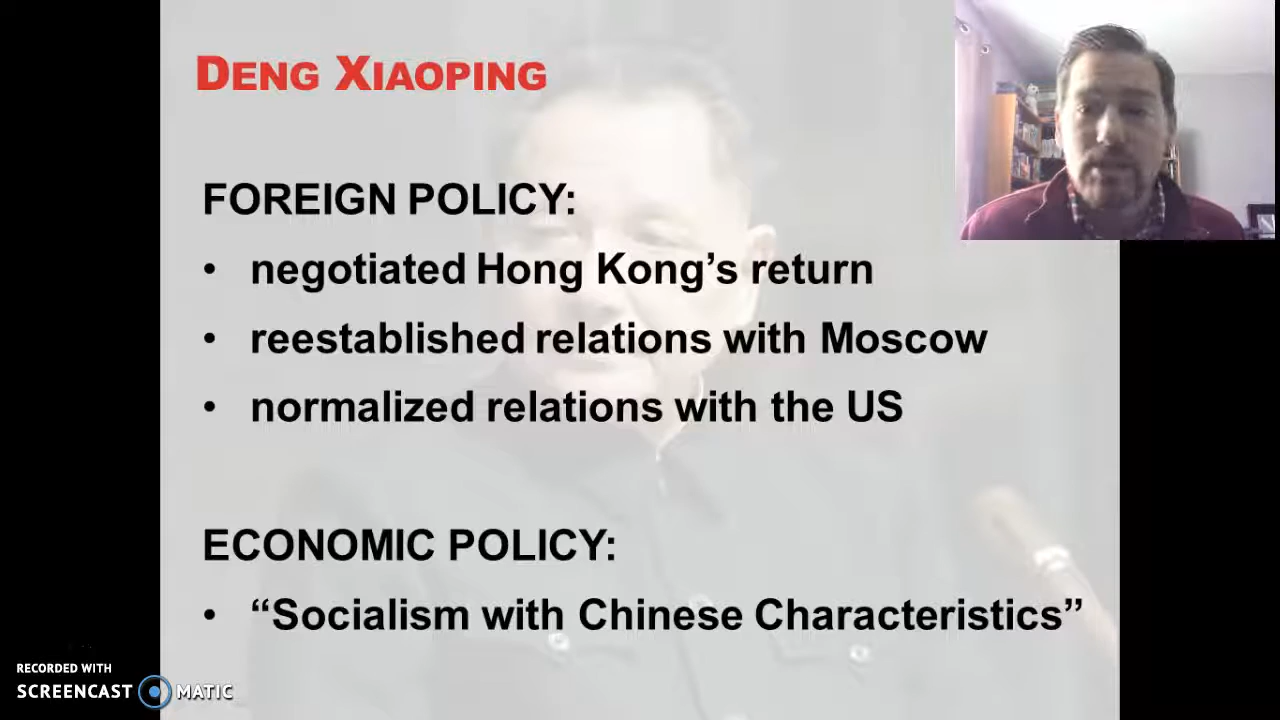 DENG XIAOPING
FOREIGN POLICY:
• negotiated Hong Kong’s return
• reestablished relations with Moscow
• normalized relations with the US
ECONOMIC POLICY:
• “Socialism with Chinese Characteristics”
RECORDED WITH
SCREENCAST MATIC